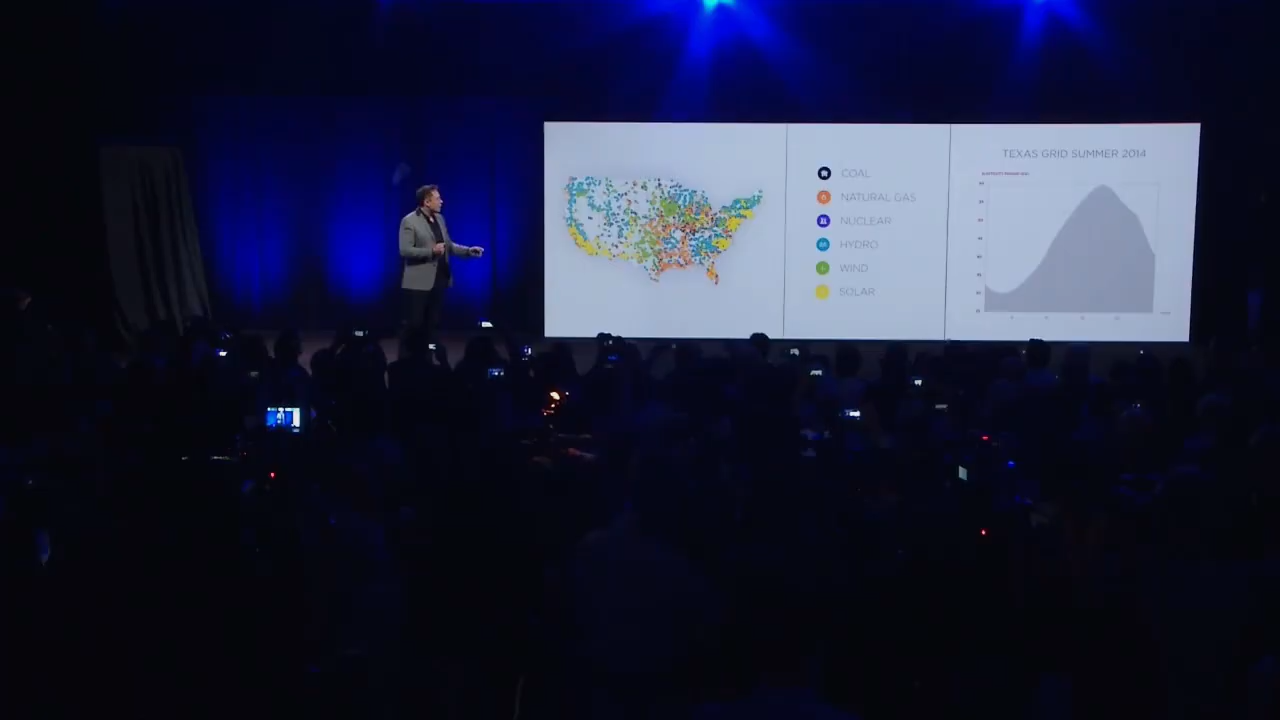 COAL
NATURAL GAS
NUCLEAR
HYDRO
WIND
SOLAR
TEXAS GRID SUMMER 2014